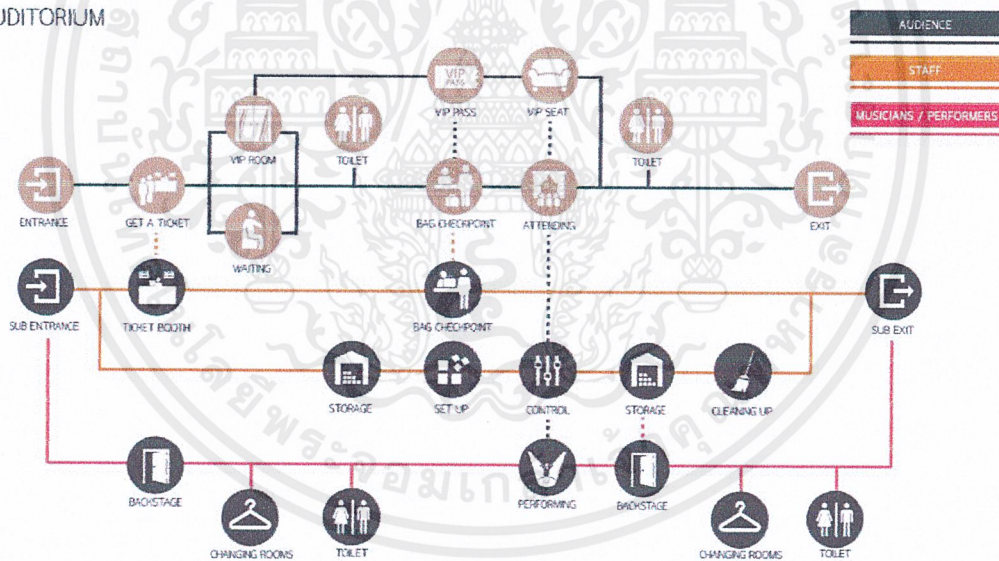 UDITORIUM
AUDIENCE
STAFF
MUSICIANS / PERFORMERS
VIP
PASS
VIP PASS
VIP SEAT
VIP ROOM
TOILET
TOILET
ENTRANCE
GET A TICKET
WAITING
BAG CHECKPOINT
ATTENDING
EXIT
SUB ENTRANCE
TICKET BOOTH
BAG CHECKPOINT
SUB EXIT
STORAGE
SET UP
CONTROL
STORAGE
CLEANING UP
BACKSTAGE
CHANGING ROOMS
TOILET
PERFORMING
BACKSTAGE
CHANGING ROOMS
TOILET